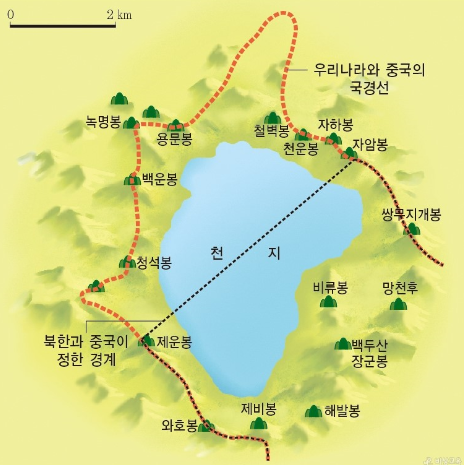 0 2 km
우리나라와 중국의
국경선
녹명봉
용문봉
철벽봉
천운봉
자하봉
자암봉
백운봉
쌍무지개봉
천 지
청석봉
비류봉
망천후
북한과 중국이
정한 경계
제운봉
백두산
장군봉
와호봉
제비봉
해발봉